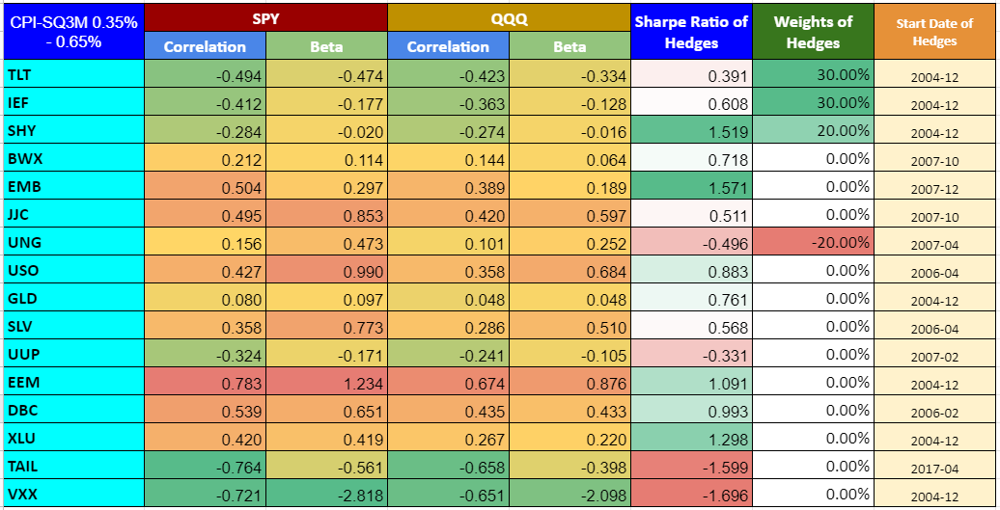 CPI-SQ3M 0.35% SPY QQQ Sharpe Ratio of Weights of Start Date of
- 0.65% Correlation Beta Correlation Beta Hedges Hedges Hedges
TLT -0.494 -0.474 -0.423 -0.334 0.391 30.00% 2004-12
IEF -0.412 -0.177 -0.363 -0.128 0.608 30.00% 2004-12
SHY -0.284 -0.020 -0.274 -0.016 1.519 20.00% 2004-12
BWX 0.212 0.114 0.144 0.064 0.718 0.00% 2007-10
EMB 0.504 0.297 0.389 0.189 1.571 0.00% 2007-12
JJC 0.495 0.853 0.420 0.597 0.511 0.00% 2007-10
UNG 0.156 0.473 0.101 0.252 -0.496 -20.00% 2007-04
USO 0.427 0.990 0.358 0.684 0.883 0.00% 2006-04
GLD 0.080 0.097 0.048 0.048 0.761 0.00% 2004-12
SLV 0.358 0.773 0.286 0.510 0.568 0.00% 2006-04
UUP -0.324 -0.171 -0.241 -0.105 -0.331 0.00% 2007-02
EEM 0.783 1.234 0.674 0.876 1.091 0.00% 2004-12
DBC 0.539 0.651 0.435 0.433 0.993 0.00% 2006-02
XLU 0.420 0.419 0.267 0.220 1.298 0.00% 2004-12
TAIL -0.764 -0.561 -0.658 -0.398 -1.599 0.00% 2017-04
VXX -0.721 -2.818 -0.651 -2.098 -1.696 0.00% 2004-12